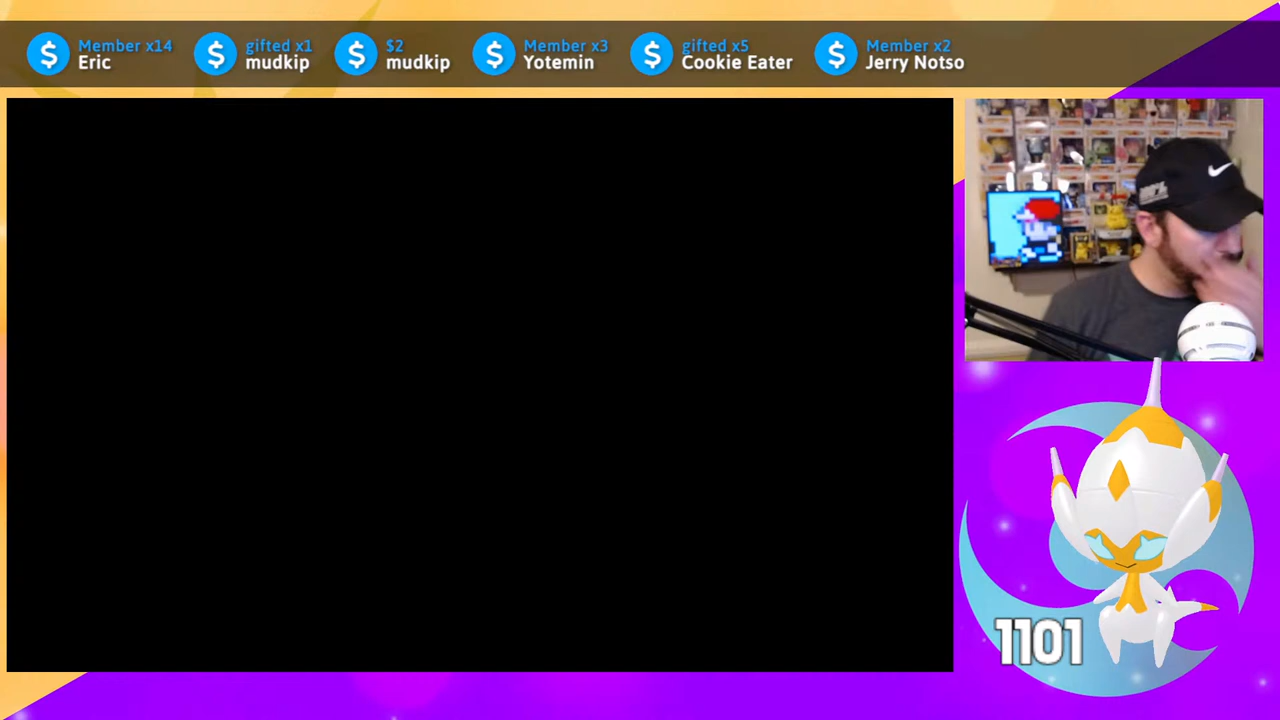 Member x14
Eric
gifted x1
mudkip
$2
mudkip
Member x3
Yotemin
gifted x5
Cookie Eater
Member x2
Jerry Notso
1101